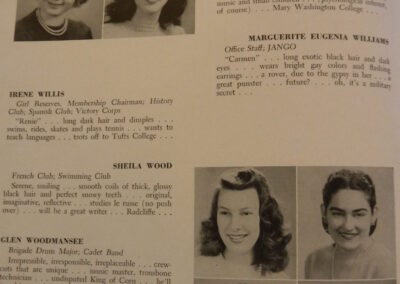 music and small children . . . (psychological interest,
of course) . . . Mary Washington College . . .
MARGUERITE EUGENIA WILLIAMS
Office Staff; JANGO
"Carmen" . . . long exotic black hair and dark
eyes . . . wears bright gay colors and flashing
earrings . . . a rover, due to the gypsy in her . . . a
great punster . . . future? . . . oh, it's a military
secret . . .
IRENE WILLIS
Girl Reserves, Membership Chairman; History
Club; Spanish Club; Victory Corps
"Renie" . . . long dark hair and dimples . . .
swims, rides, skates and plays tennis . . . wants to
teach languages . . . trots off to Tufts College . . .
SHEILA WOOD
French Club; Swimming Club
Serene, smiling . . . smooth coils of thick, glossy
black hair and perfect snowy teeth . . . original,
imaginative, reflective . . . studies le russe (no push
over) . . . will be a great writer . . . Radcliffe . . .
GLEN WOODMANSEE
Brigade Drum Major; Cadet Band
Irrepressible, irresponsible, irreplaceable . . . crew-
cuts that are unique . . . music master, trombone
technician . . . undisputed King of Corn . . . he'll